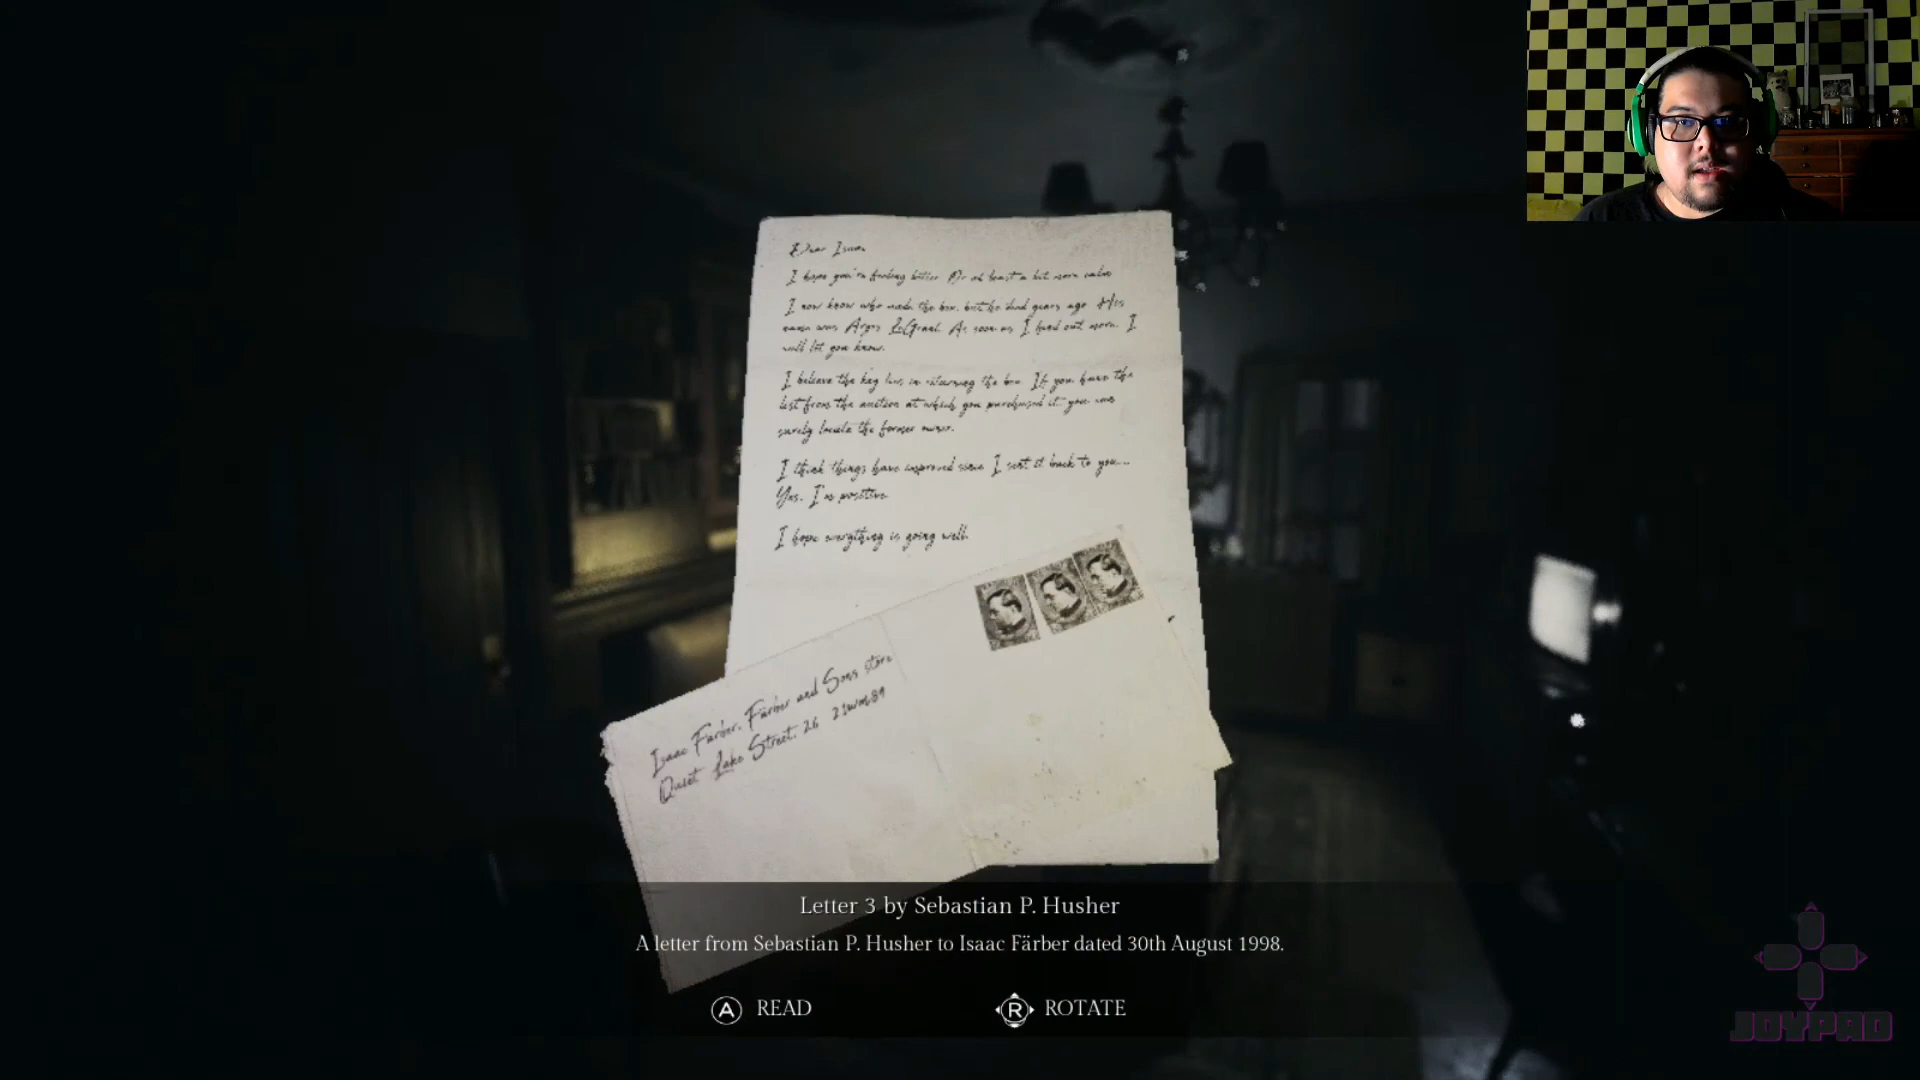 Dear Isaac,
I hope you're feeling better. Or at least a bit more calm.
I now know who made the box, but he died years ago. His
name was Argos LeGrand. As soon as I find out more, I
will let you know.
I believe the key lies in returning the box. If you have the
list from the auction at which you purchased it, you can
surely locate the former owner.
I think things have improved since I sent it back to you...
Yes, I'm positive.
I hope everything is going well.
Isaac Färber, Färber and Sons store
Quiet Lake Street, 26
Letter 3 by Sebastian P. Husher
A letter from Sebastian P. Husher to Isaac Färber dated 30th August 1998.
A READ
R ROTATE
JOYPAD